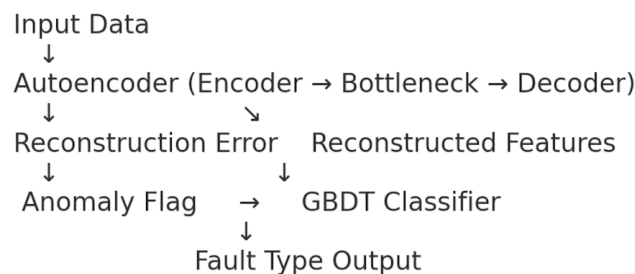 Input Data
↓
Autoencoder (Encoder → Bottleneck → Decoder)
↓ ↘
Reconstruction Error Reconstructed Features
↓ ↓
Anomaly Flag → GBDT Classifier
↓
Fault Type Output